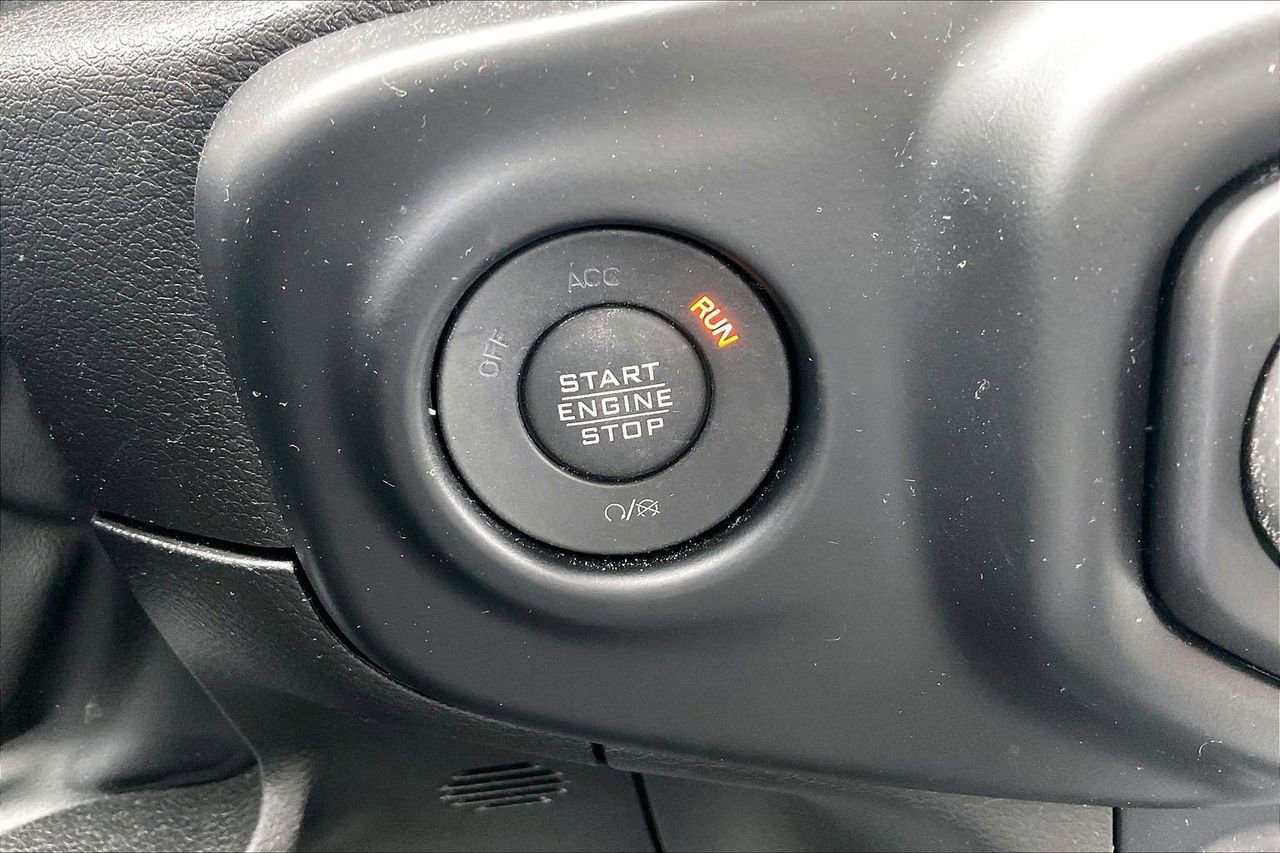 ACC
RUN
OFF
START
ENGINE
STOP